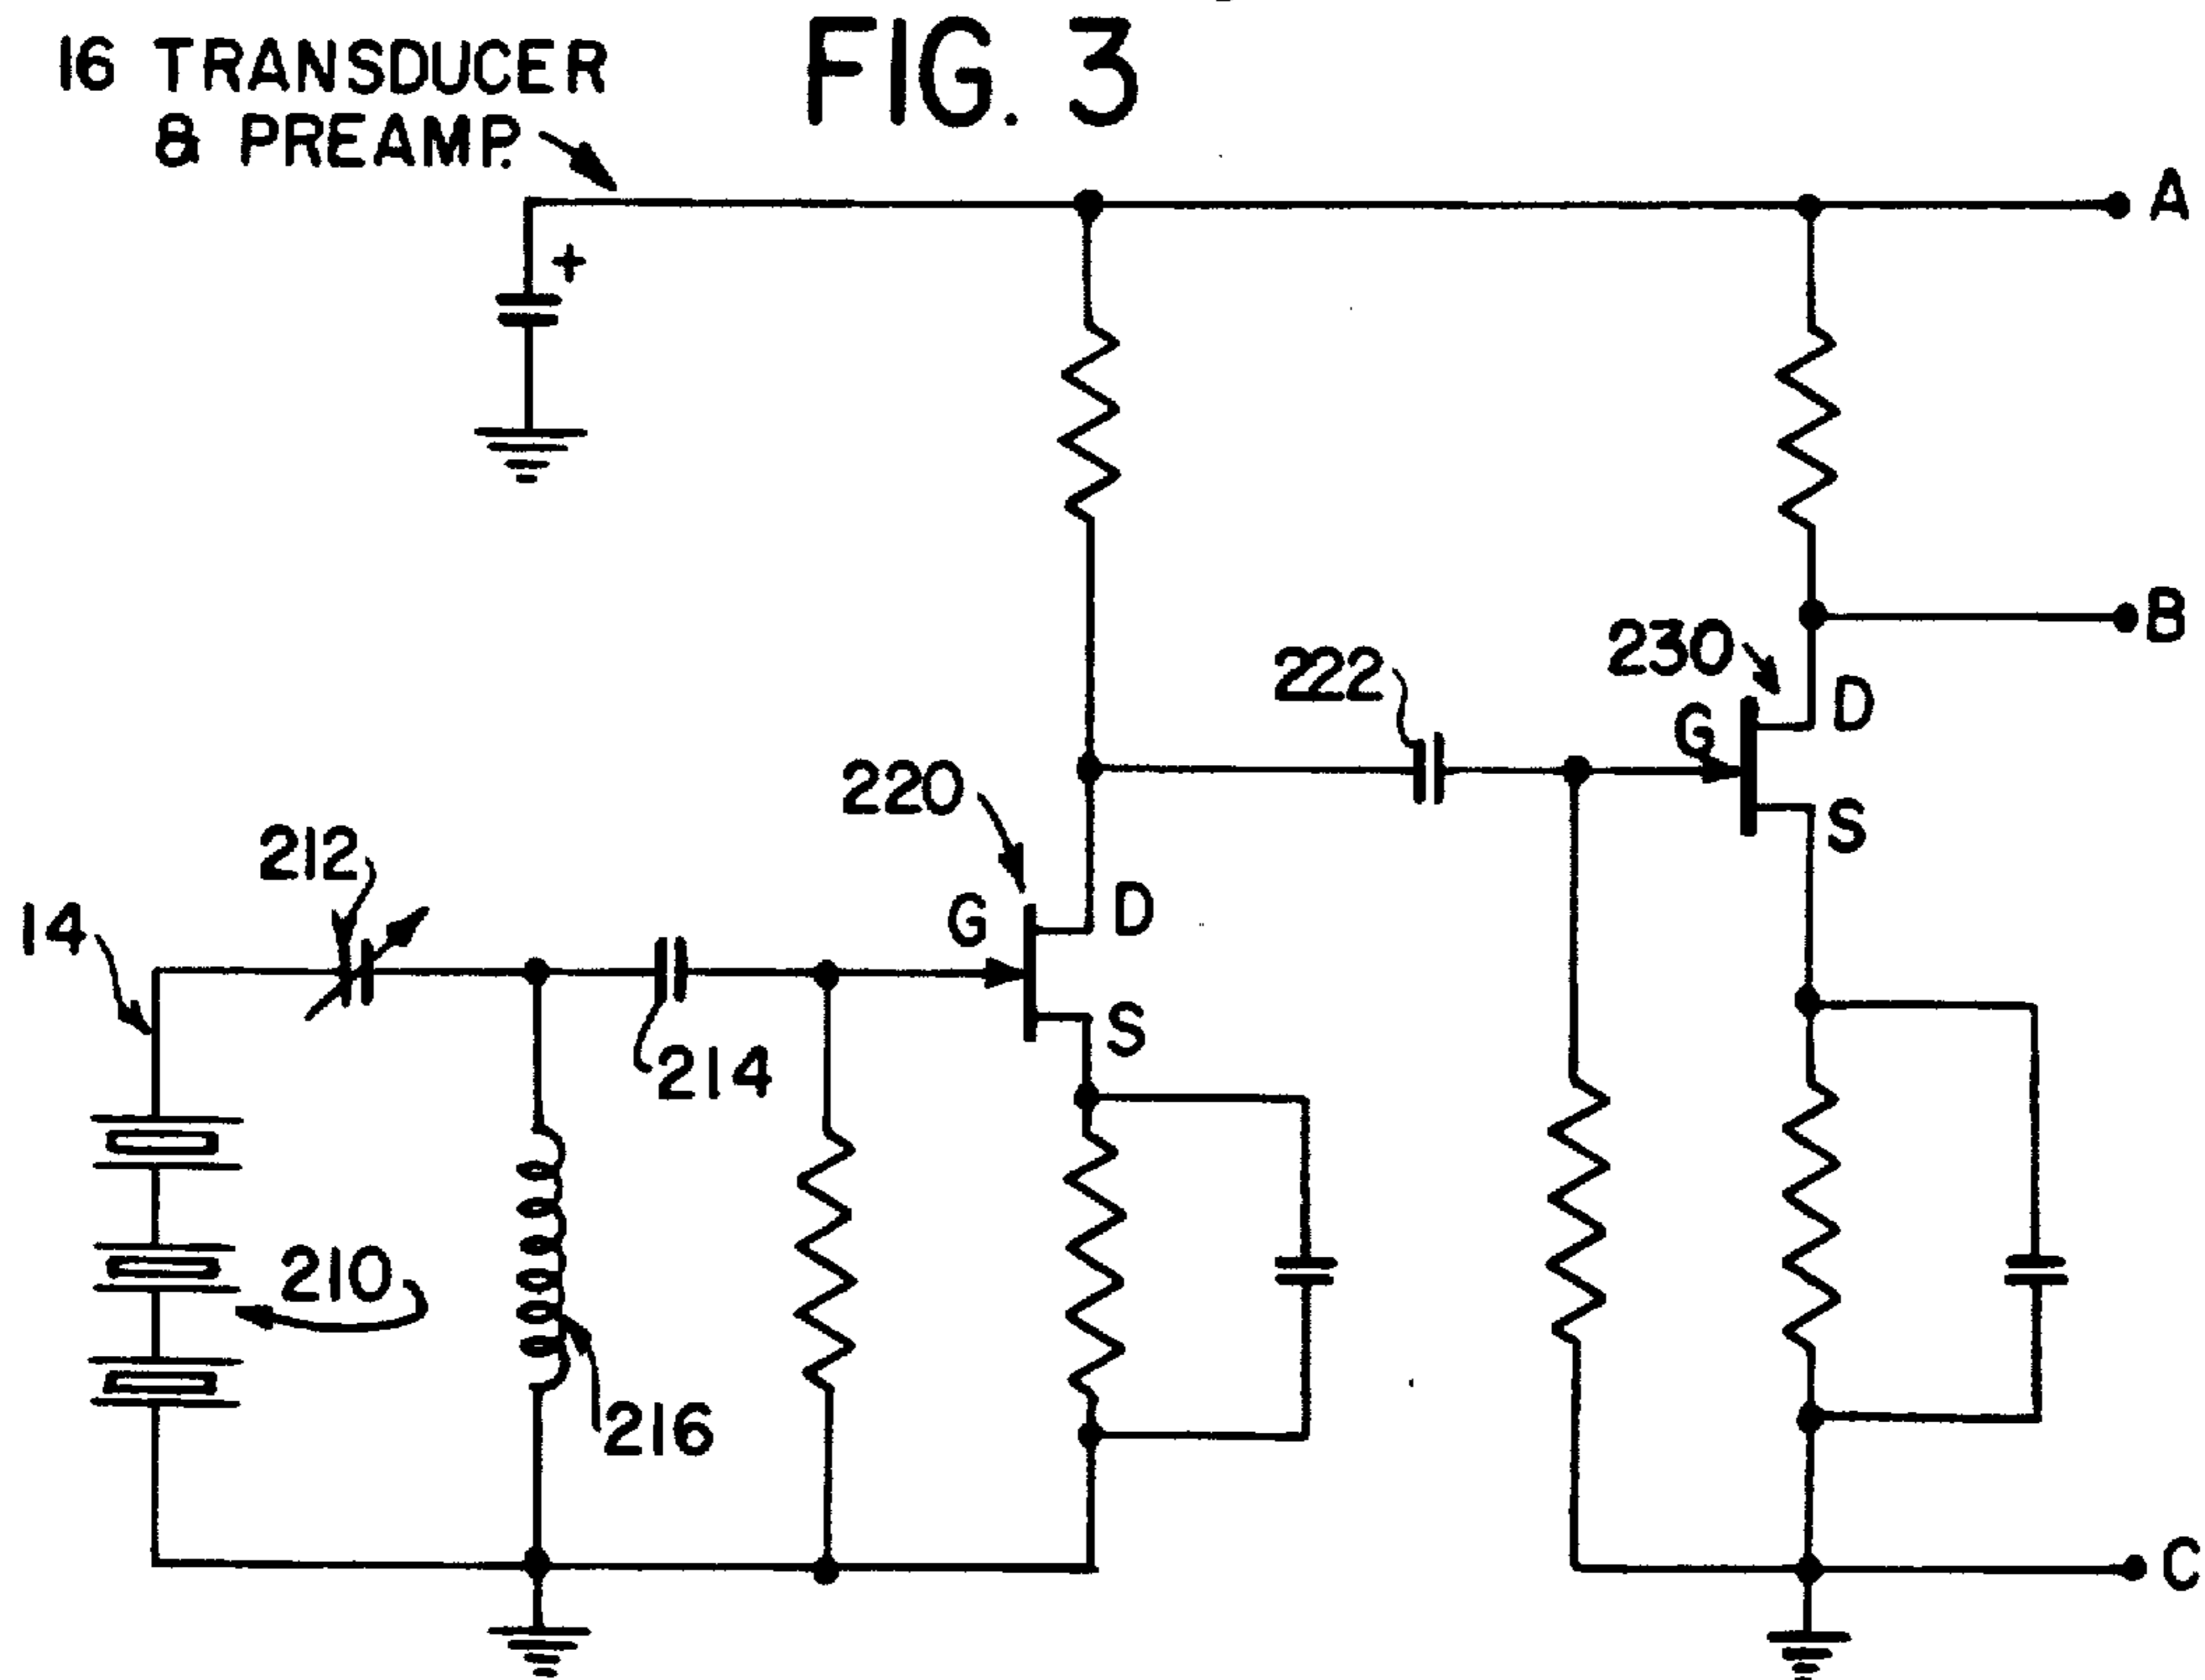 FIG. 3
16 TRANSDUCER
& PREAMP.
+
A
B
230
222
G
D
S
220
212
14
G
D
S
214
210
216
C